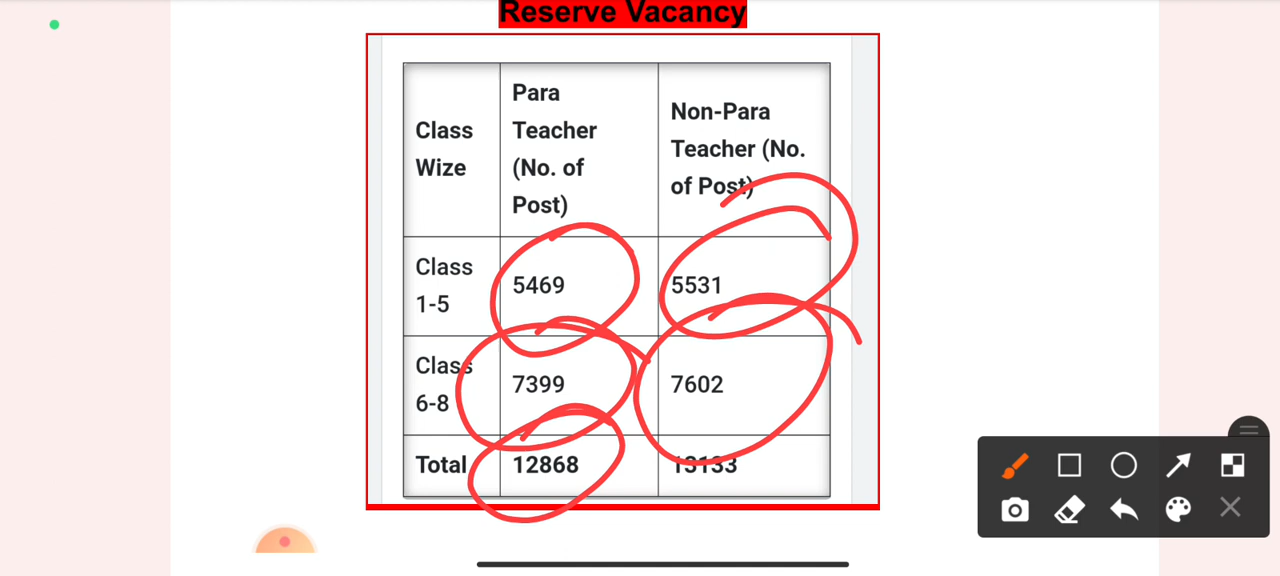 Reserve Vacancy
Class Wize
Para Teacher (No. of Post)
Non-Para Teacher (No. of Post)
Class 1-5
5469
5531
Class 6-8
7399
7602
Total
12868
13133